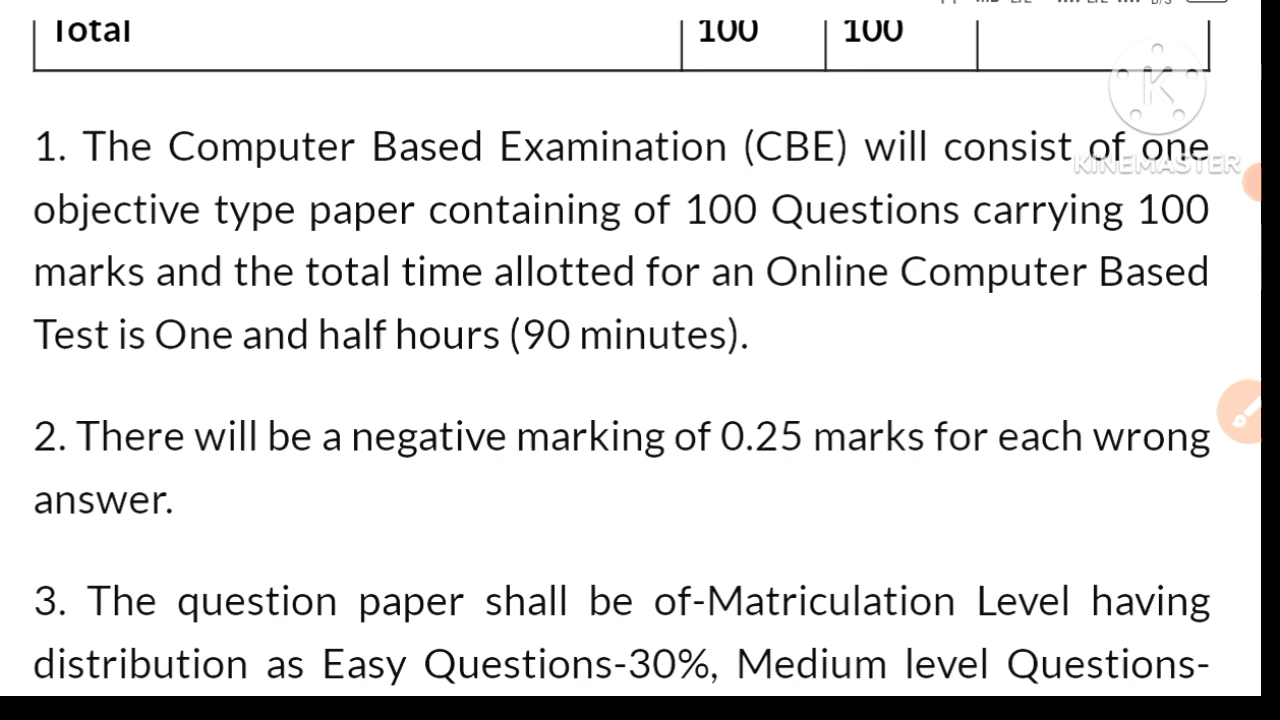 Total 100 100
1. The Computer Based Examination (CBE) will consist of one
KINEMASTER
objective type paper containing of 100 Questions carrying 100
marks and the total time allotted for an Online Computer Based
Test is One and half hours (90 minutes).
2. There will be a negative marking of 0.25 marks for each wrong
answer.
3. The question paper shall be of-Matriculation Level having
distribution as Easy Questions-30%, Medium level Questions-